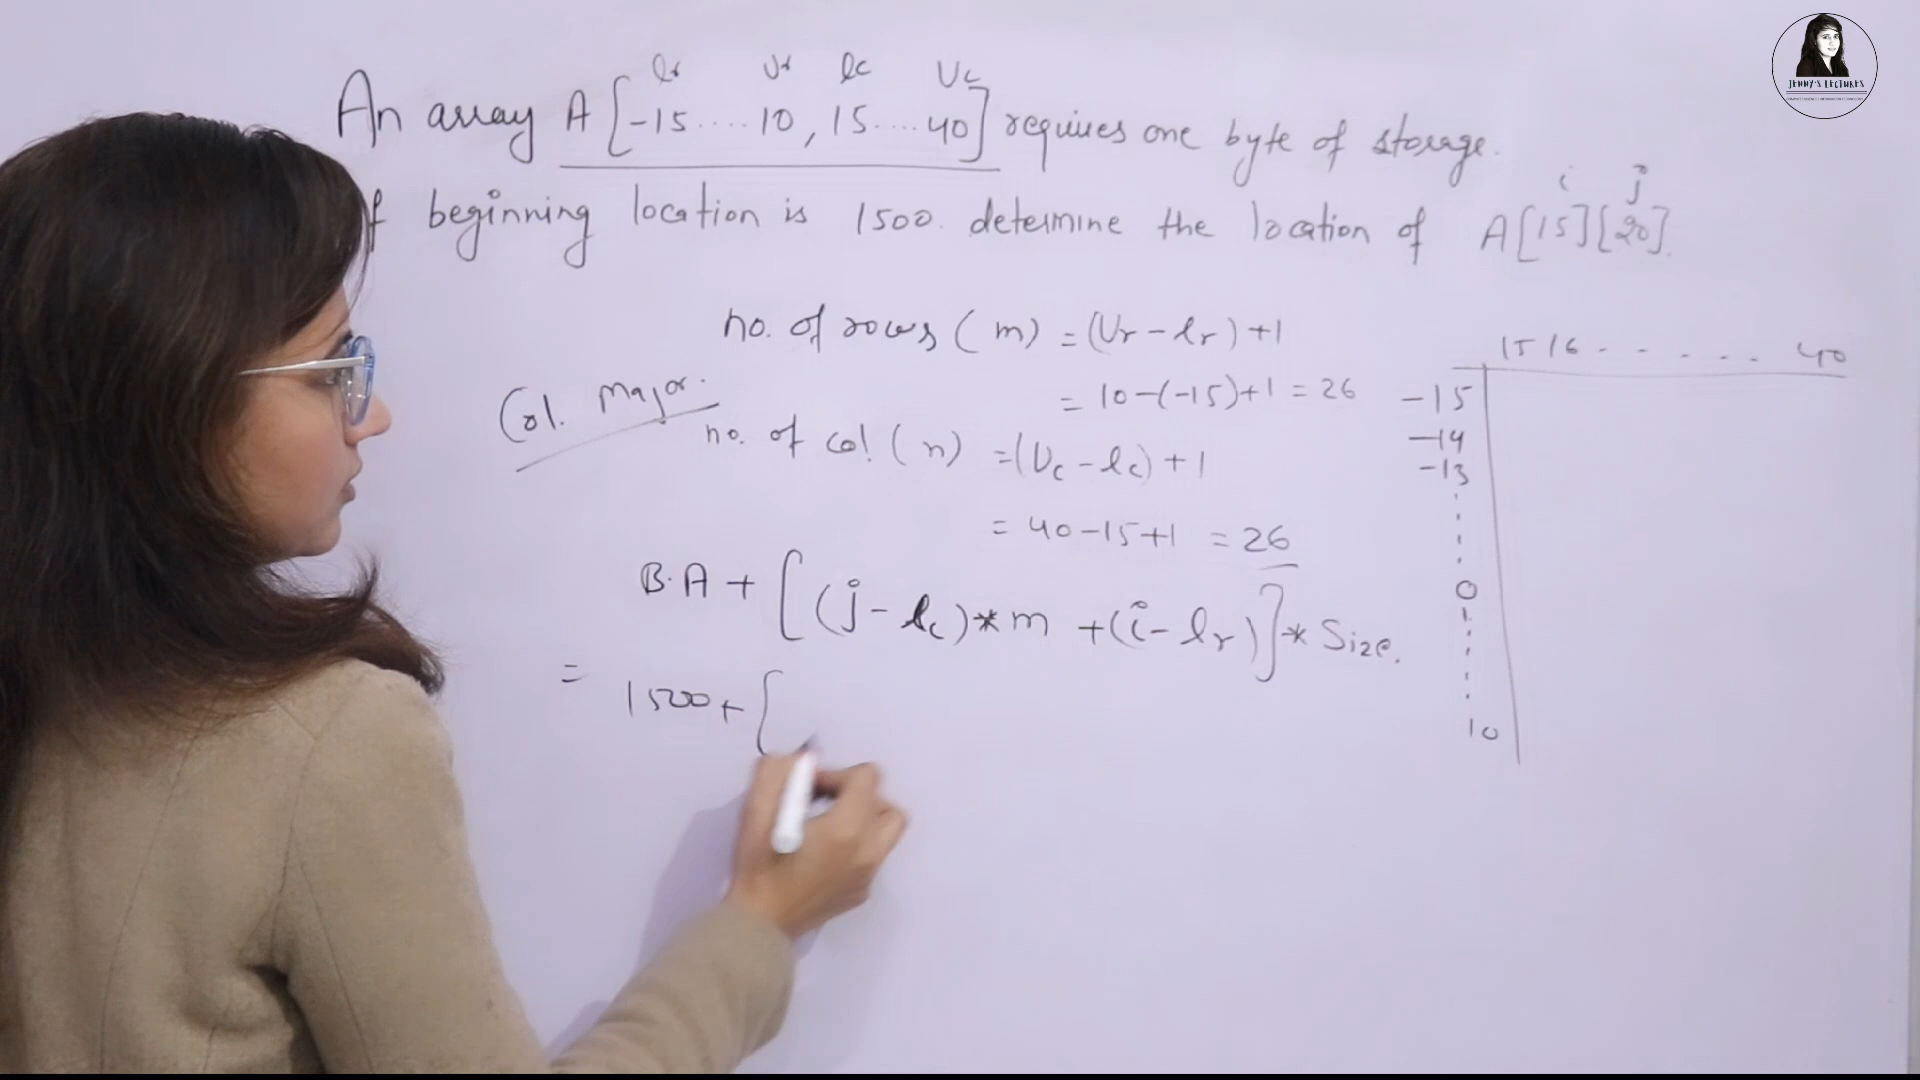 lr Ur lc Uc
An array A [-15....10, 15....40] requires one byte of storage.
f beginning location is 1500. determine the location of A[15][20].
i j
no. of rows (m) = (Ur - lr) +1
= 10-(-15)+1 = 26
Col. Major.
no. of col (n) =(Uc - lc) +1
= 40-15+1 = 26
B.A + [(j - lc)*m +(i - lr)]* Size.
= 1500+[
15 16 - - - - .. 40
-15
-14
-13
0
1
10
JENNY'S LECTURES